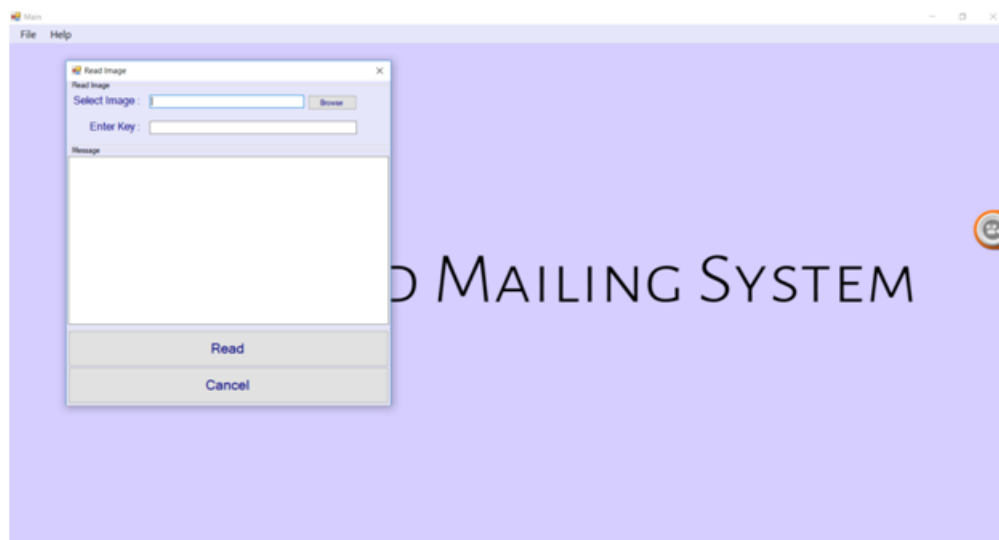 Main
File Help
Read Image
Read Image
Select Image :
Browse
Enter Key :
Message
D MAILING SYSTEM
Read
Cancel